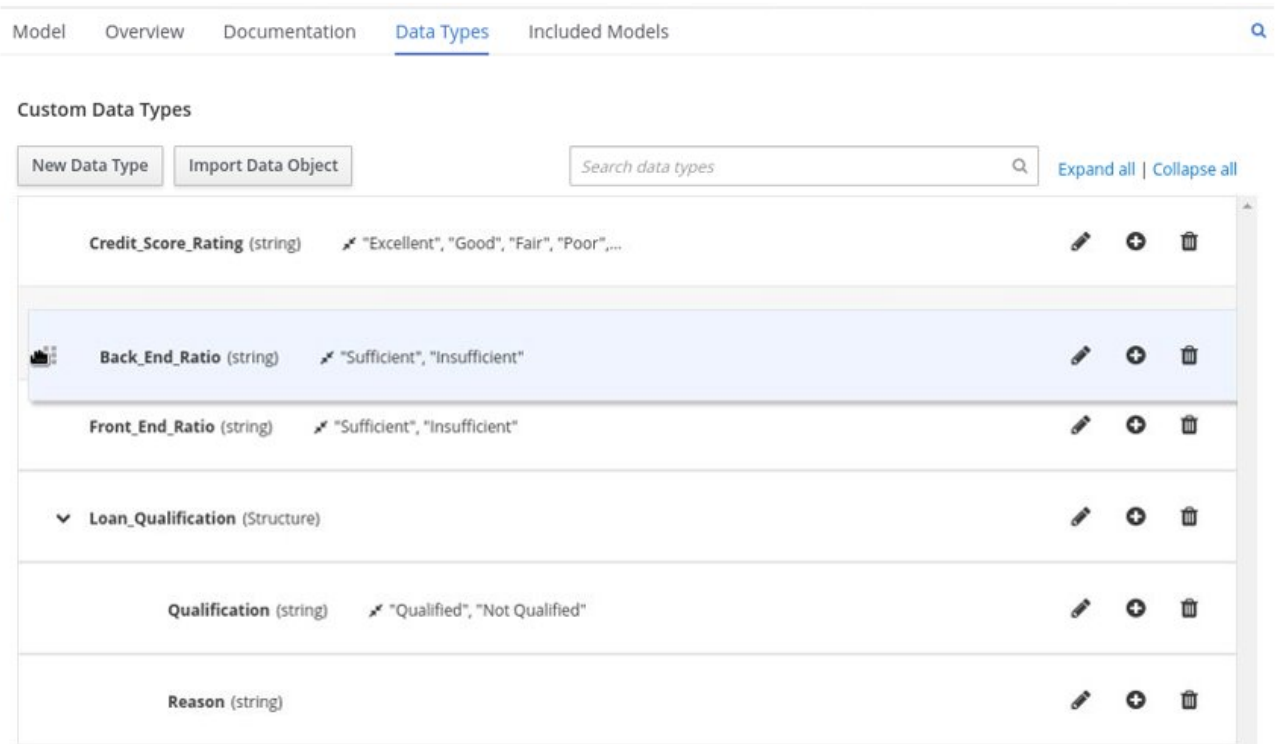 Model Overview Documentation Data Types Included Models
Custom Data Types
New Data Type Import Data Object Search data types Expand all | Collapse all
Credit_Score_Rating (string) "Excellent", "Good", "Fair", "Poor",...
Back_End_Ratio (string) "Sufficient", "Insufficient"
Front_End_Ratio (string) "Sufficient", "Insufficient"
Loan_Qualification (Structure)
Qualification (string) "Qualified", "Not Qualified"
Reason (string)